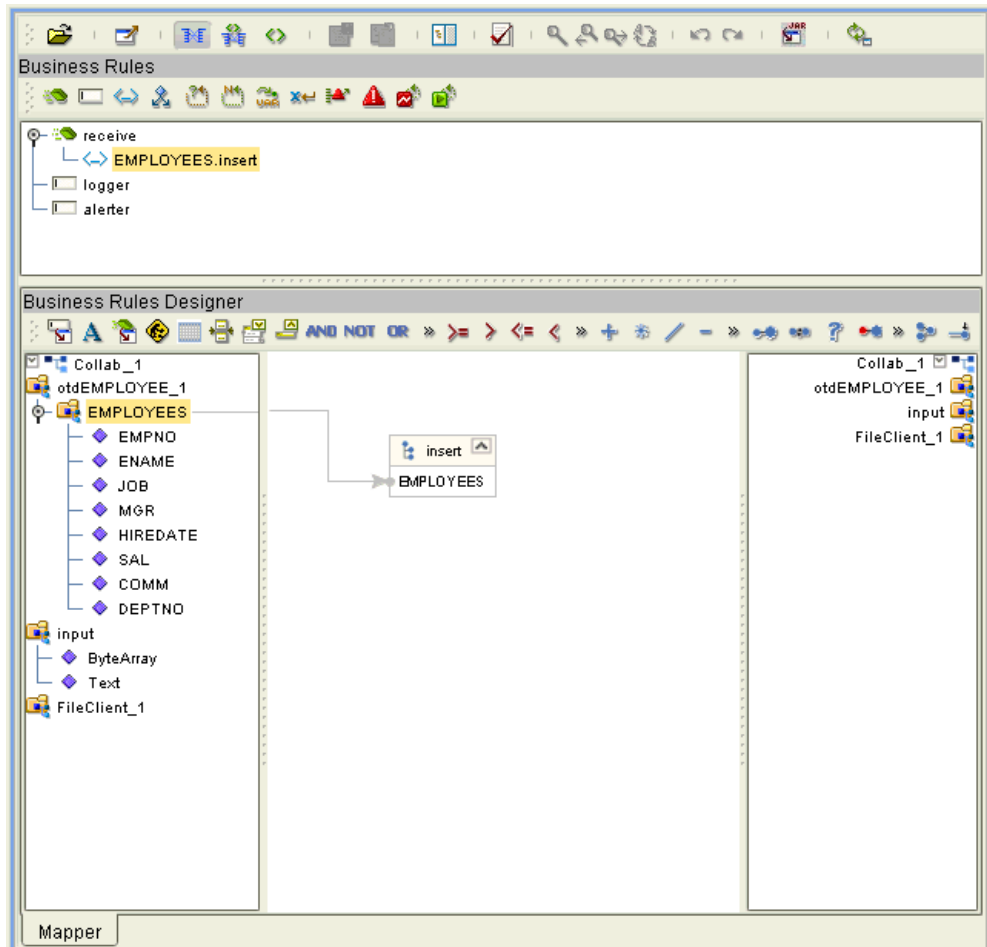 JAR
Business Rules
receive
EMPLOYEES.insert
logger
alerter
Business Rules Designer
A AND NOT OR » >= > <= < » + / - » ? » 
Collab_1
otdEMPLOYEE_1
EMPLOYEES
EMPNO
ENAME
JOB
MGR
HIREDATE
SAL
COMM
DEPTNO
input
ByteArray
Text
FileClient_1
insert
EMPLOYEES
Collab_1
otdEMPLOYEE_1
input
FileClient_1
Mapper